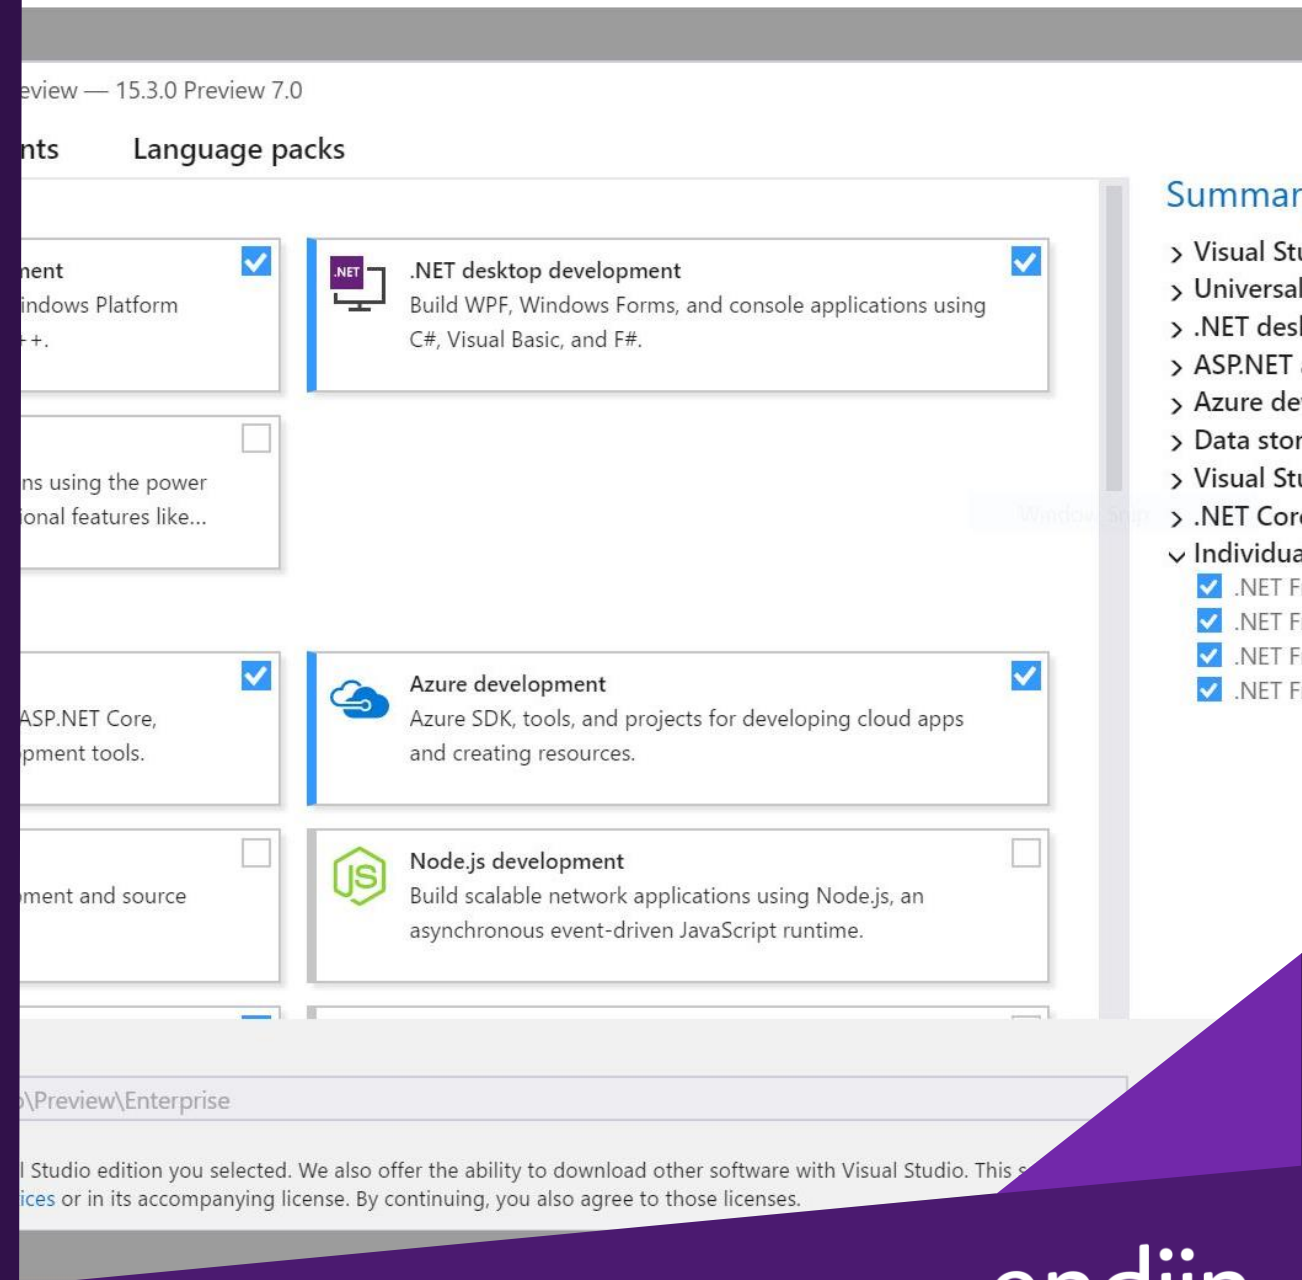 eview — 15.3.0 Preview 7.0
nts Language packs
Summar
nent
indows Platform
++.
.NET
.NET desktop development
Build WPF, Windows Forms, and console applications using
C#, Visual Basic, and F#.
ns using the power
ional features like...
ASP.NET Core,
pment tools.
Azure development
Azure SDK, tools, and projects for developing cloud apps
and creating resources.
ment and source
JS
Node.js development
Build scalable network applications using Node.js, an
asynchronous event-driven JavaScript runtime.
Visual Stu
Universal
.NET desk
ASP.NET a
Azure dev
Data stor
Visual Stu
.NET Core
Individua
.NET F
.NET F
.NET F
.NET F
Window Snip
\Preview\Enterprise
l Studio edition you selected. We also offer the ability to download other software with Visual Studio. This s
ices or in its accompanying license. By continuing, you also agree to those licenses.
endjin